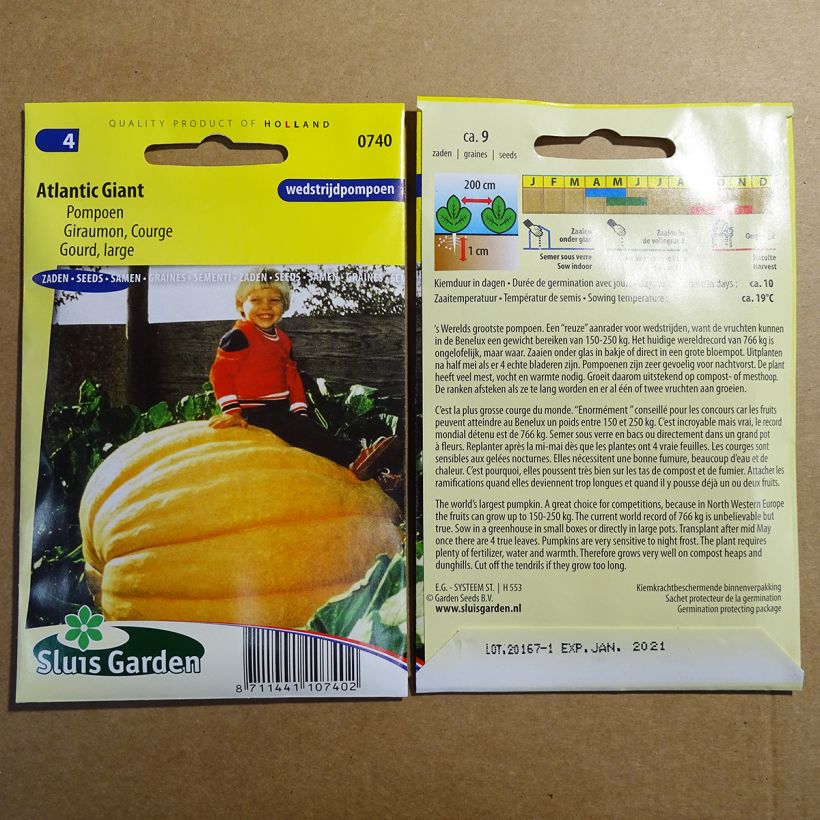 QUALITY PRODUCT OF HOLLAND
4
0740
Atlantic Giant
wedstrijdpompoen
Pompoen
Giraumon, Courge
Gourd, large
ZADEN • SEEDS • SAMEN • GRAINES • SEMENTI • ZADEN • SEEDS • SAMEN • GRAINES • SE
Sluis Garden
8 711441 107402
ca. 9
zaden | graines | seeds
J F M A M J J A O N D
200 cm
1 cm
Zaaien
onder glas
Semer sous verre
Sow indoor
Zaaien in
de vollegrond
Récolte
Harvest
Kiemduur in dagen • Durée de germination avec jours in days : ca. 10
Zaaitemperatuur • Températur de semis • Sowing temperature : ca. 19°C
's Werelds grootste pompoen. Een "reuze" aanrader voor wedstrijden, want de vruchten kunnen
in de Benelux een gewicht bereiken van 150-250 kg. Het huidige wereldrecord van 766 kg is
ongelofelijk, maar waar. Zaaien onder glas in bakje of direct in een grote bloempot. Uitplanten
na half mei als er 4 echte bladeren zijn. Pompoenen zijn zeer gevoelig voor nachtvorst. De plant
heeft veel mest, vocht en warmte nodig. Groeit daarom uitstekend op compost- of mesthoop.
De ranken afsteken als ze te lang worden en er al één of twee vruchten aan groeien.
C'est la plus grosse courge du monde. "Enormément" conseillé pour les concours car les fruits
peuvent atteindre au Benelux un poids entre 150 et 250 kg. C'est incroyable mais vrai, le record
mondial détenu est de 766 kg. Semer sous verre en bacs ou directement dans un grand pot
à fleurs. Replanter après la mi-mai dès que les plantes ont 4 vraie feuilles. Les courges sont
sensibles aux gelées nocturnes. Elles nécessitent une bonne fumure, beaucoup d'eau et de
chaleur. C'est pourquoi, elles poussent très bien sur les tas de compost et de fumier. Attacher les
ramifications quand elles deviennent trop longues et quand il y pousse déjà un ou deux fruits.
The world's largest pumpkin. A great choice for competitions, because in North Western Europe
the fruits can grow up to 150-250 kg. The current world record of 766 kg is unbelievable but
true. Sow in a greenhouse in small boxes or directly in large pots. Transplant after mid May
once there are 4 true leaves. Pumpkins are very sensitive to night frost. The plant requires
plenty of fertilizer, water and warmth. Therefore grows very well on compost heaps and
dunghills. Cut off the tendrils if they grow too long.
E.G. - SYSTEEM ST. | H 553
© Garden Seeds B.V.
www.sluisgarden.nl
Kiemkrachtbeschermende binnenverpakking
Sachet protecteur de la germination
Germination protecting package
LOT.20167-1 EXP.JAN. 2021